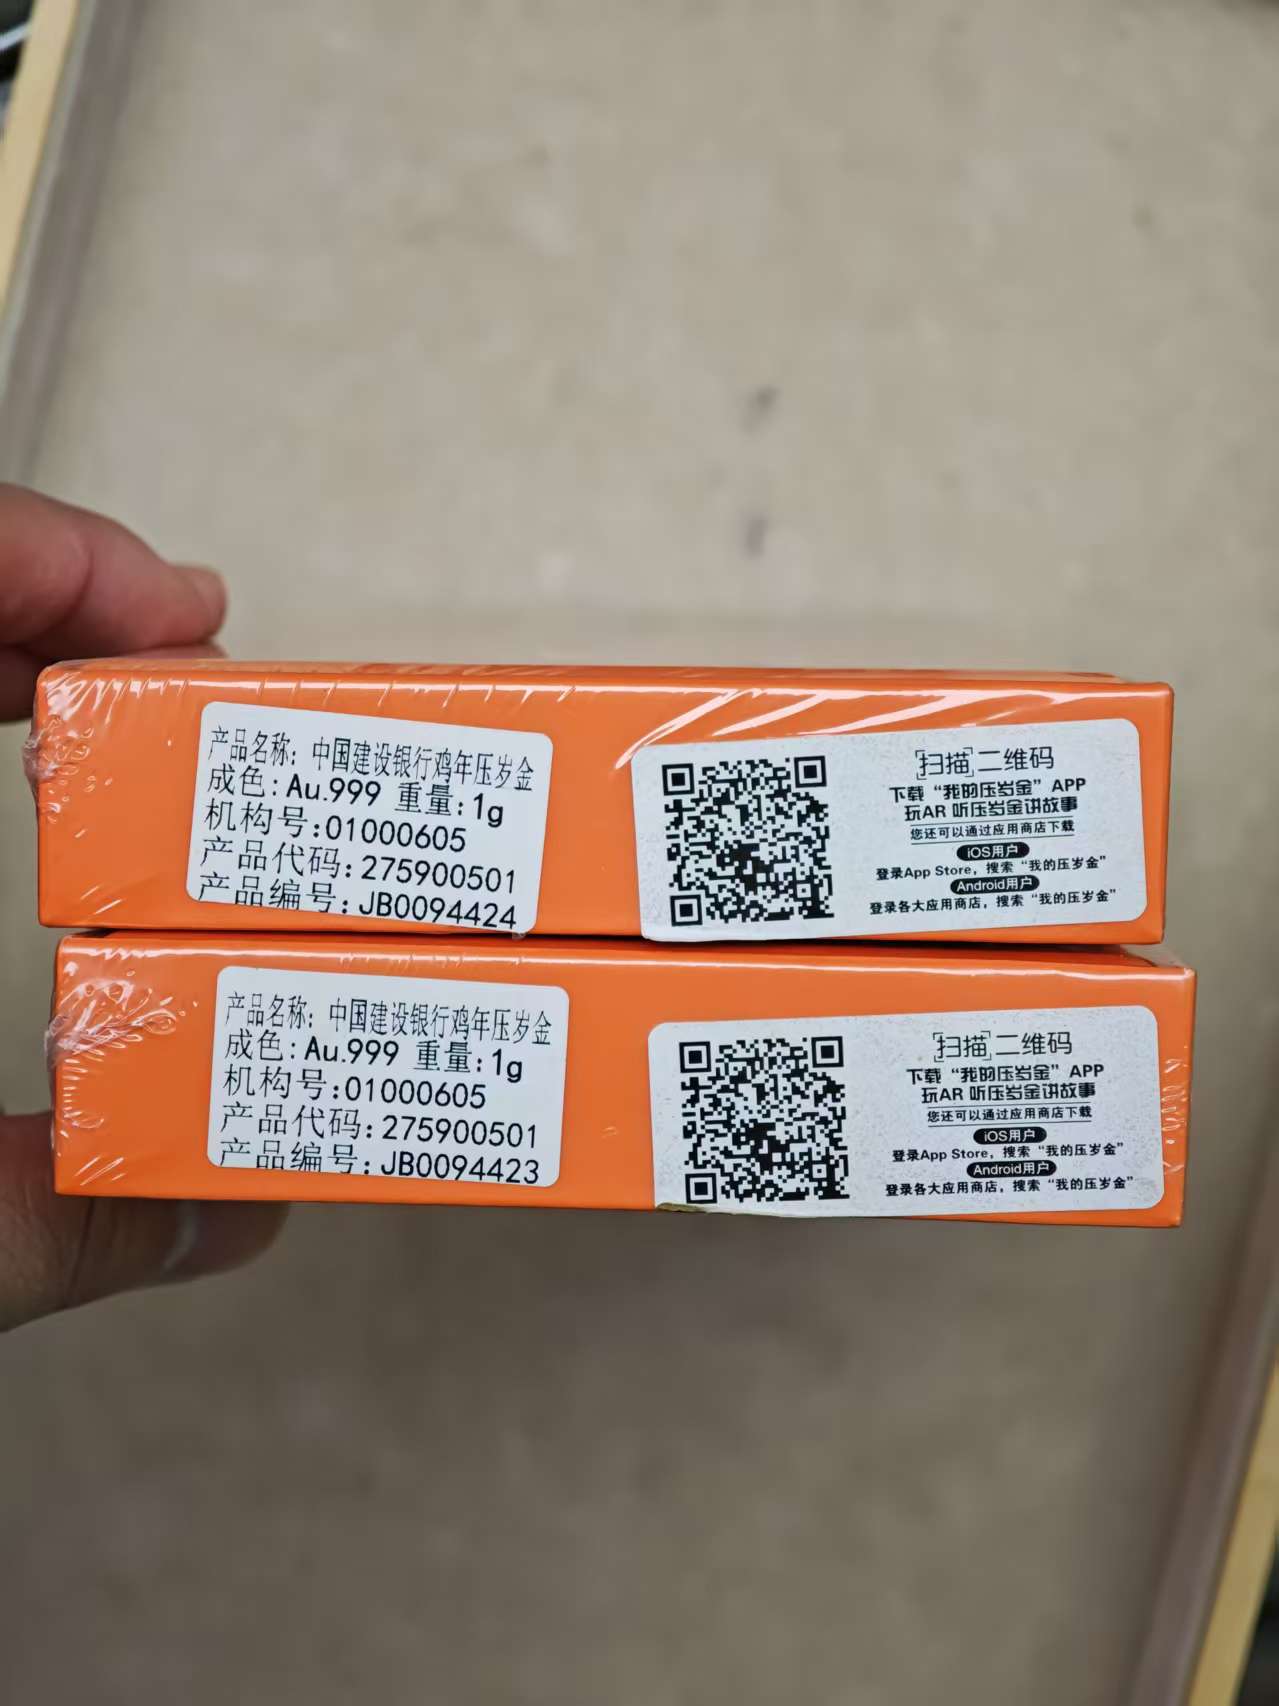 产品名称：中国建设银行鸡年压岁金
成色：Au.999 重量：1g
机构号：01000605
产品代码：275900501
产品编号：JB0094424
扫描二维码
下载“我的压岁金”APP
玩AR 听压岁金讲故事
您还可以通过应用商店下载
iOS用户
登录App Store，搜索“我的压岁金”
Android用户
登录各大应用商店，搜索“我的压岁金”
产品名称：中国建设银行鸡年压岁金
成色：Au.999 重量：1g
机构号：01000605
产品代码：275900501
产品编号：JB0094423
扫描二维码
下载“我的压岁金”APP
玩AR 听压岁金讲故事
您还可以通过应用商店下载
iOS用户
登录App Store，搜索“我的压岁金”
Android用户
登录各大应用商店，搜索“我的压岁金”